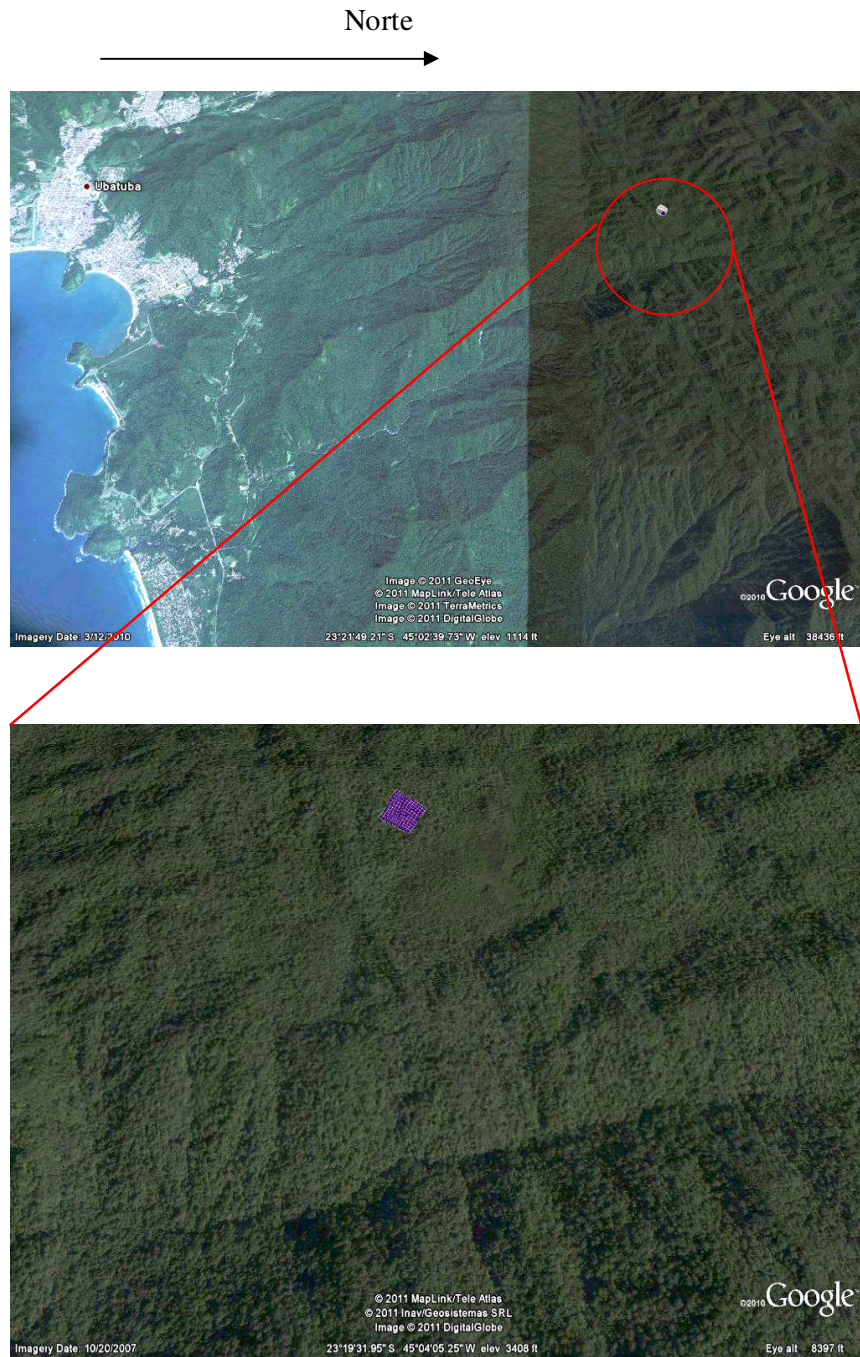 Norte
Ubatuba
Image © 2011 GeoEye
© 2011 MapLink/Tele Atlas
Image © 2011 TerraMetrics
Image © 2011 DigitalGlobe
©2010 Google™
Imagery Date: 3/12/2010 23°21'49.21" S 45°02'39.73" W elev 1114 ft Eye alt 38436 ft
© 2011 MapLink/Tele Atlas
© 2011 Inav/Geosistemas SRL
Image © 2011 DigitalGlobe
©2010 Google™
Imagery Date: 10/20/2007 23°19'31.95" S 45°04'05.25" W elev 3408 ft Eye alt 8397 ft